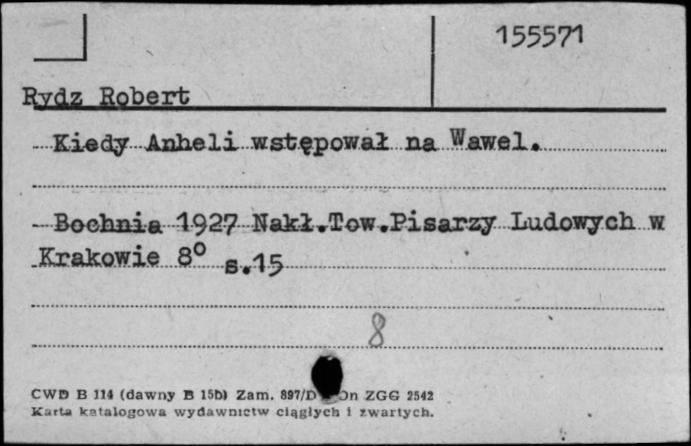 155571
Rydz Robert
Kiedy Anheli wstępował na Wawel.
Bochnia 1927 Nakł.Tow.Pisarzy Ludowych w
Krakowie 8° s.15
8
CWD B 114 (dawny B 15b) Zam. 897/D On ZGG 2542
Karta katalogowa wydawnictw ciągłych i zwartych.